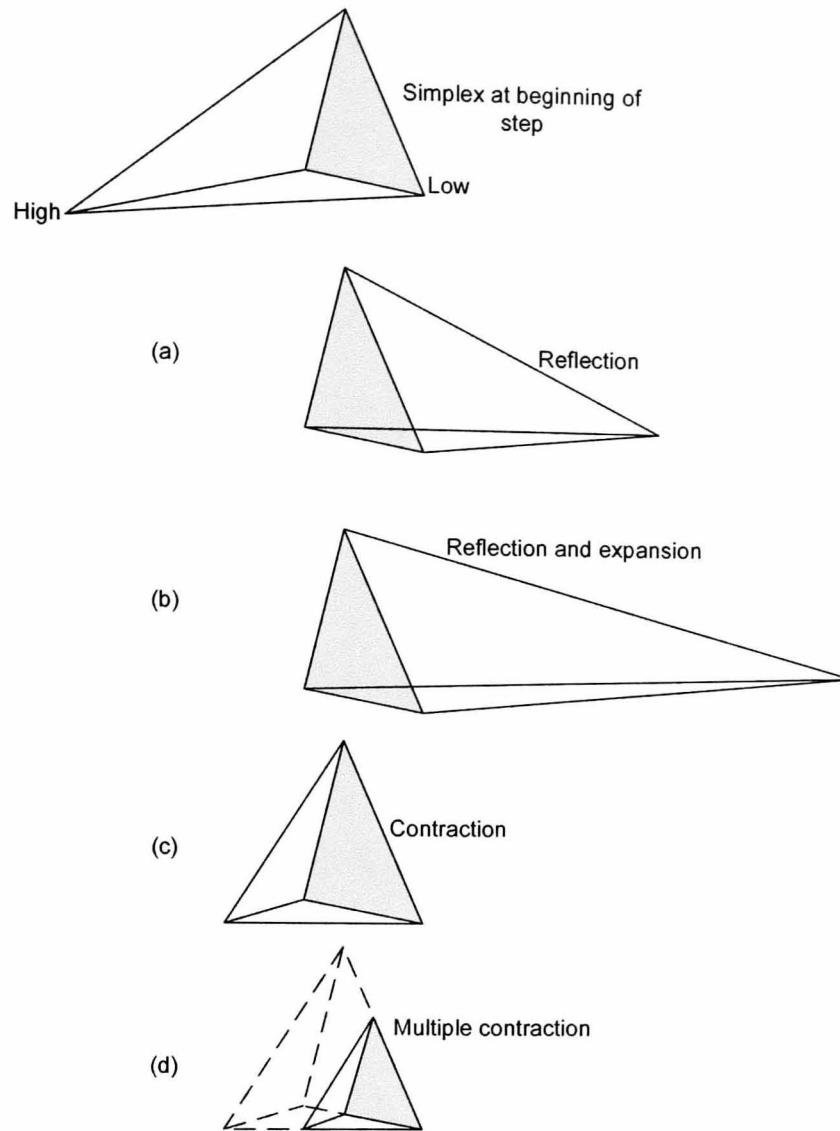 Simplex at beginning of
step
Low
High
(a)
Reflection
Reflection and expansion
(b)
Contraction
(c)
Multiple contraction
(d)